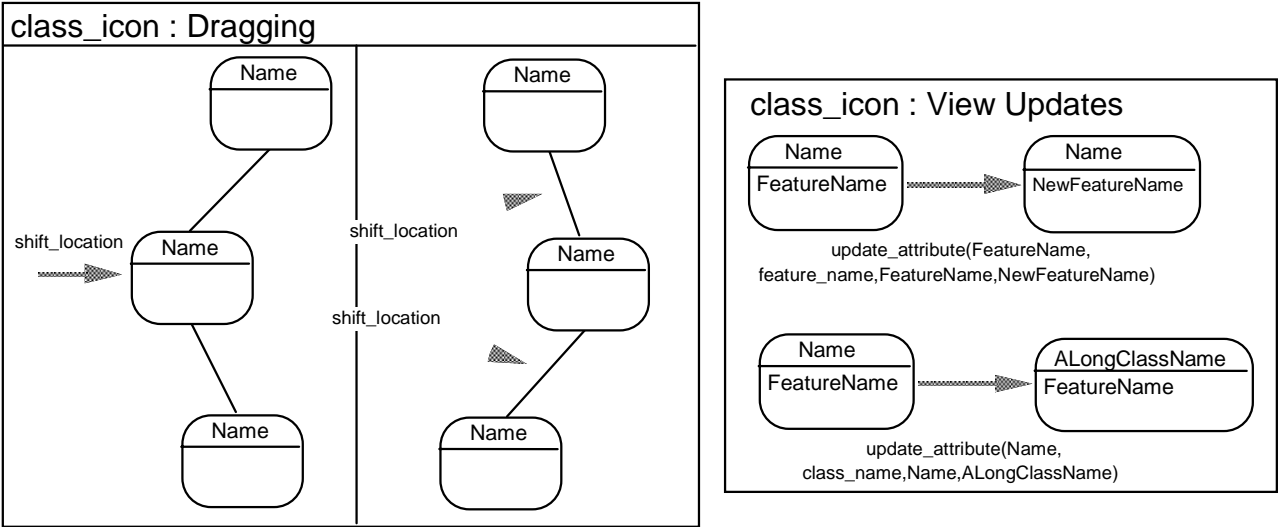 class_icon : Dragging
Name
shift_location
Name
Name
Name
shift_location
Name
shift_location
Name
class_icon : View Updates
Name
FeatureName
Name
NewFeatureName
update_attribute(FeatureName,
feature_name,FeatureName,NewFeatureName)
Name
FeatureName
ALongClassName
FeatureName
update_attribute(Name,
class_name,Name,ALongClassName)